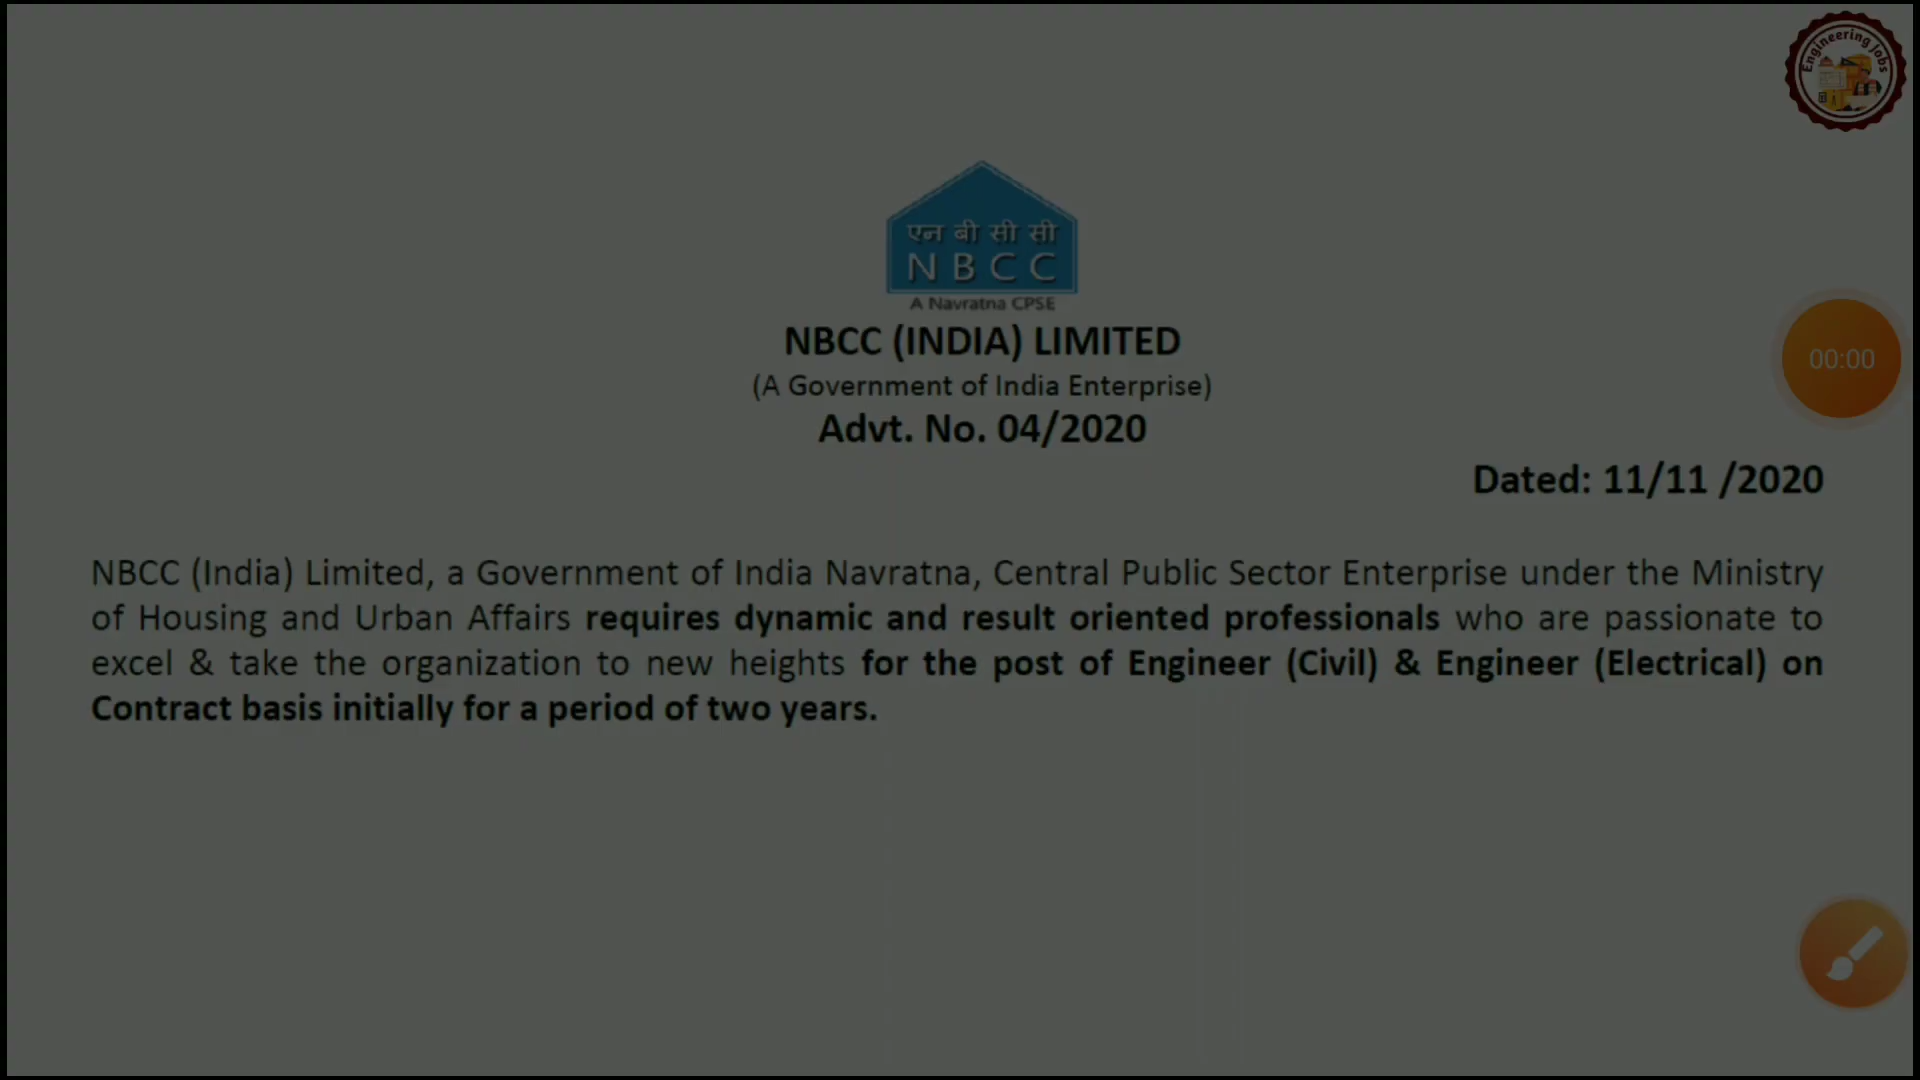 Engineering Jobs
एन बी सी सी
N B C C
A Navratna CPSE
NBCC (INDIA) LIMITED
(A Government of India Enterprise)
Advt. No. 04/2020
00:00
Dated: 11/11 /2020
NBCC (India) Limited, a Government of India Navratna, Central Public Sector Enterprise under the Ministry
of Housing and Urban Affairs requires dynamic and result oriented professionals who are passionate to
excel & take the organization to new heights for the post of Engineer (Civil) & Engineer (Electrical) on
Contract basis initially for a period of two years.